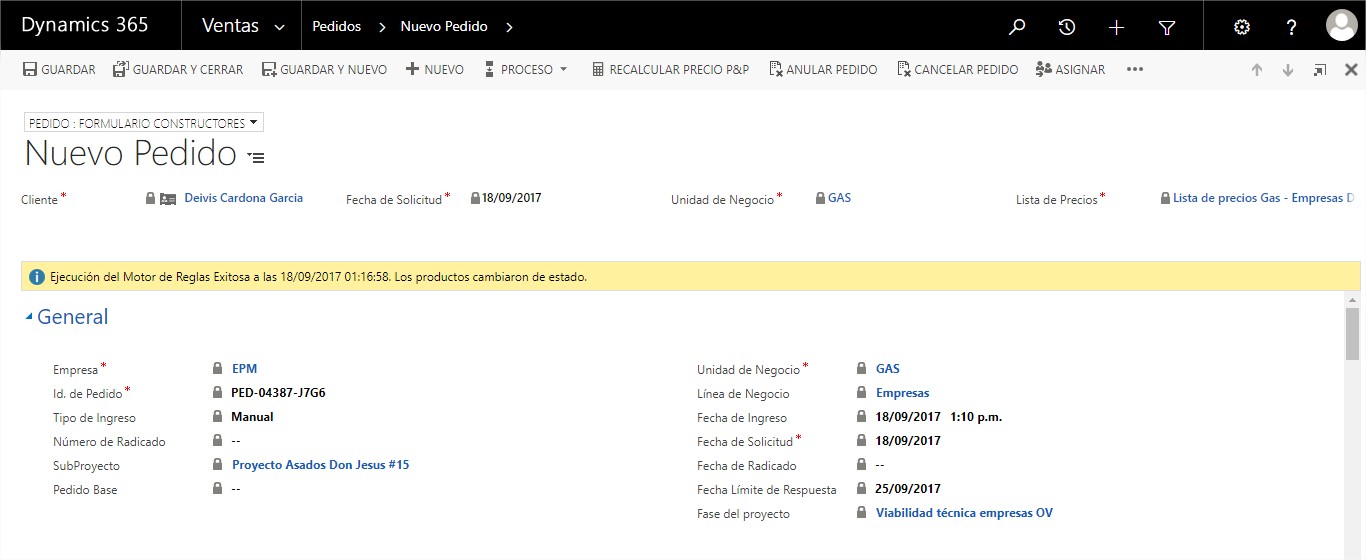 Dynamics 365 Ventas Pedidos Nuevo Pedido
GUARDAR GUARDAR Y CERRAR GUARDAR Y NUEVO NUEVO PROCESO RECALCULAR PRECIO P&P ANULAR PEDIDO CANCELAR PEDIDO ASIGNAR
PEDIDO : FORMULARIO CONSTRUCTORES
Nuevo Pedido
Cliente * Deivis Cardona Garcia Fecha de Solicitud * 18/09/2017 Unidad de Negocio * GAS Lista de Precios * Lista de precios Gas - Empresas D
Ejecución del Motor de Reglas Exitosa a las 18/09/2017 01:16:58. Los productos cambiaron de estado.
General
Empresa * EPM Unidad de Negocio * GAS
Id. de Pedido * PED-04387-J7G6 Línea de Negocio Empresas
Tipo de Ingreso Manual Fecha de Ingreso 18/09/2017 1:10 p.m.
Número de Radicado -- Fecha de Solicitud * 18/09/2017
SubProyecto Proyecto Asados Don Jesus #15 Fecha de Radicado --
Pedido Base -- Fecha Límite de Respuesta 25/09/2017
Fase del proyecto Viabilidad técnica empresas OV